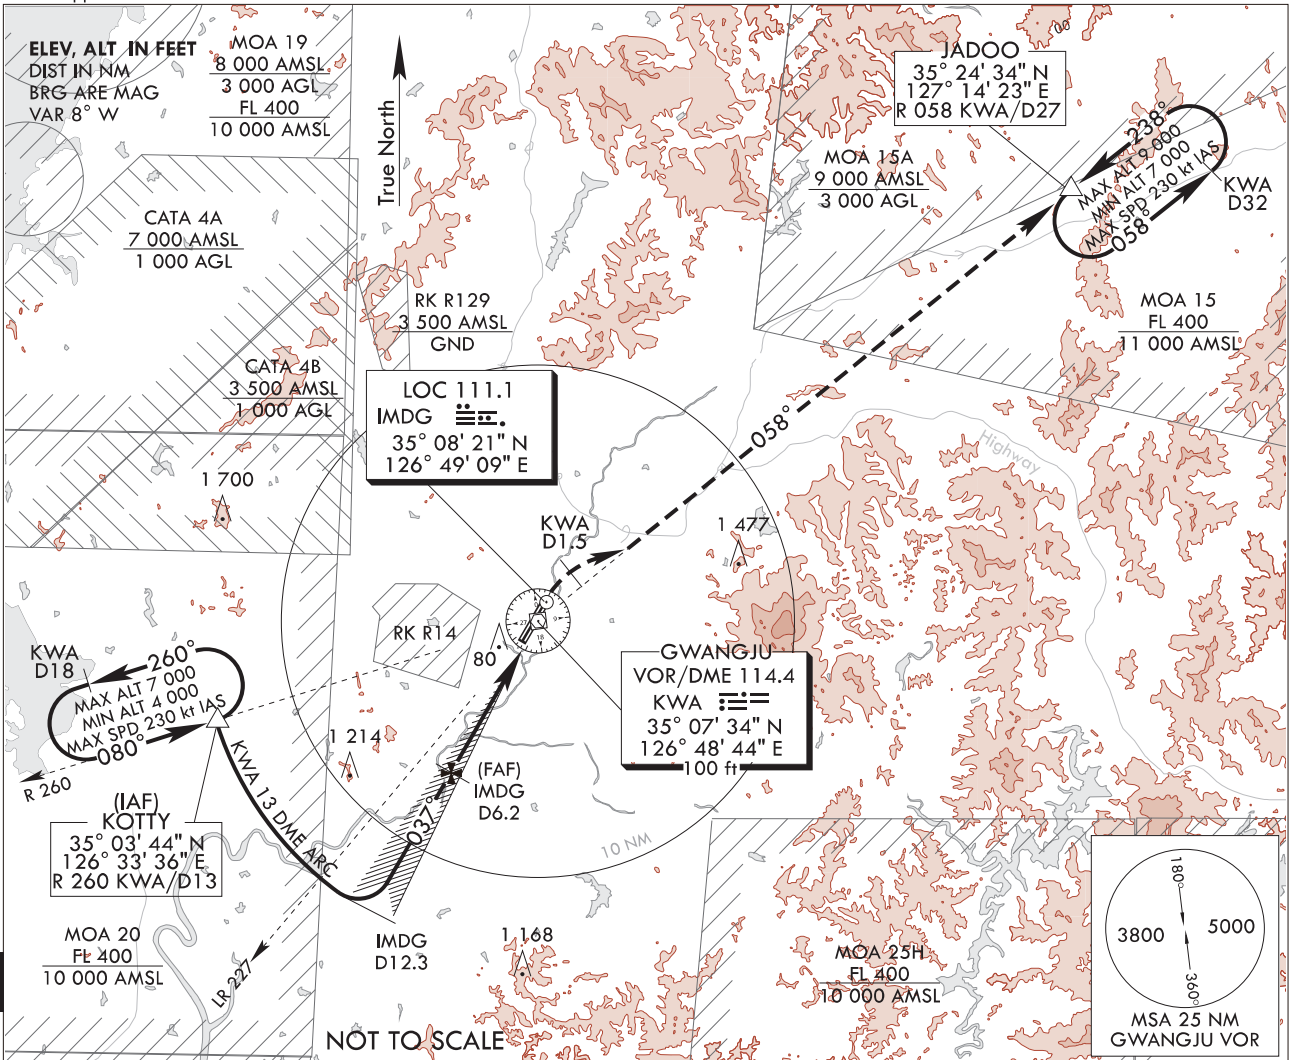 ELEV, ALT IN FEET
DIST IN NM
BRG ARE MAG
VAR 8° W
MOA 19
8 000 AMSL
3 000 AGL
FL 400
10 000 AMSL
True North
JADOO
35° 24' 34" N
127° 14' 23" E
R 058 KWA/D27
238°
MAX ALT 9 000
MIN ALT 7 000
MAX SPD 230 kt IAS
058°
KWA
D32
MOA 15A
9 000 AMSL
3 000 AGL
CATA 4A
7 000 AMSL
1 000 AGL
RK R129
3 500 AMSL
GND
MOA 15
FL 400
11 000 AMSL
CATA 4B
3 500 AMSL
1 000 AGL
LOC 111.1
IMDG
35° 08' 21" N
126° 49' 09" E
058°
Highway
1 700
KWA
D1.5
1 477
RK R14
80
27
9
18
KWA
D18
260°
MAX ALT 7 000
MIN ALT 4 000
MAX SPD 230 kt IAS
080°
R 260
GWANGJU
VOR/DME 114.4
KWA
35° 07' 34" N
126° 48' 44" E
100 ft
1 214
(FAF)
IMDG
D6.2
037°
KWA 13 DME ARC
(IAF)
KOTTY
35° 03' 44" N
126° 33' 36" E
R 260 KWA/D13
10 NM
MOA 20
FL 400
10 000 AMSL
LR 227
IMDG
D12.3
1 168
MOA 25H
FL 400
10 000 AMSL
180°
3800
5000
360°
MSA 25 NM
GWANGJU VOR
NOT TO SCALE